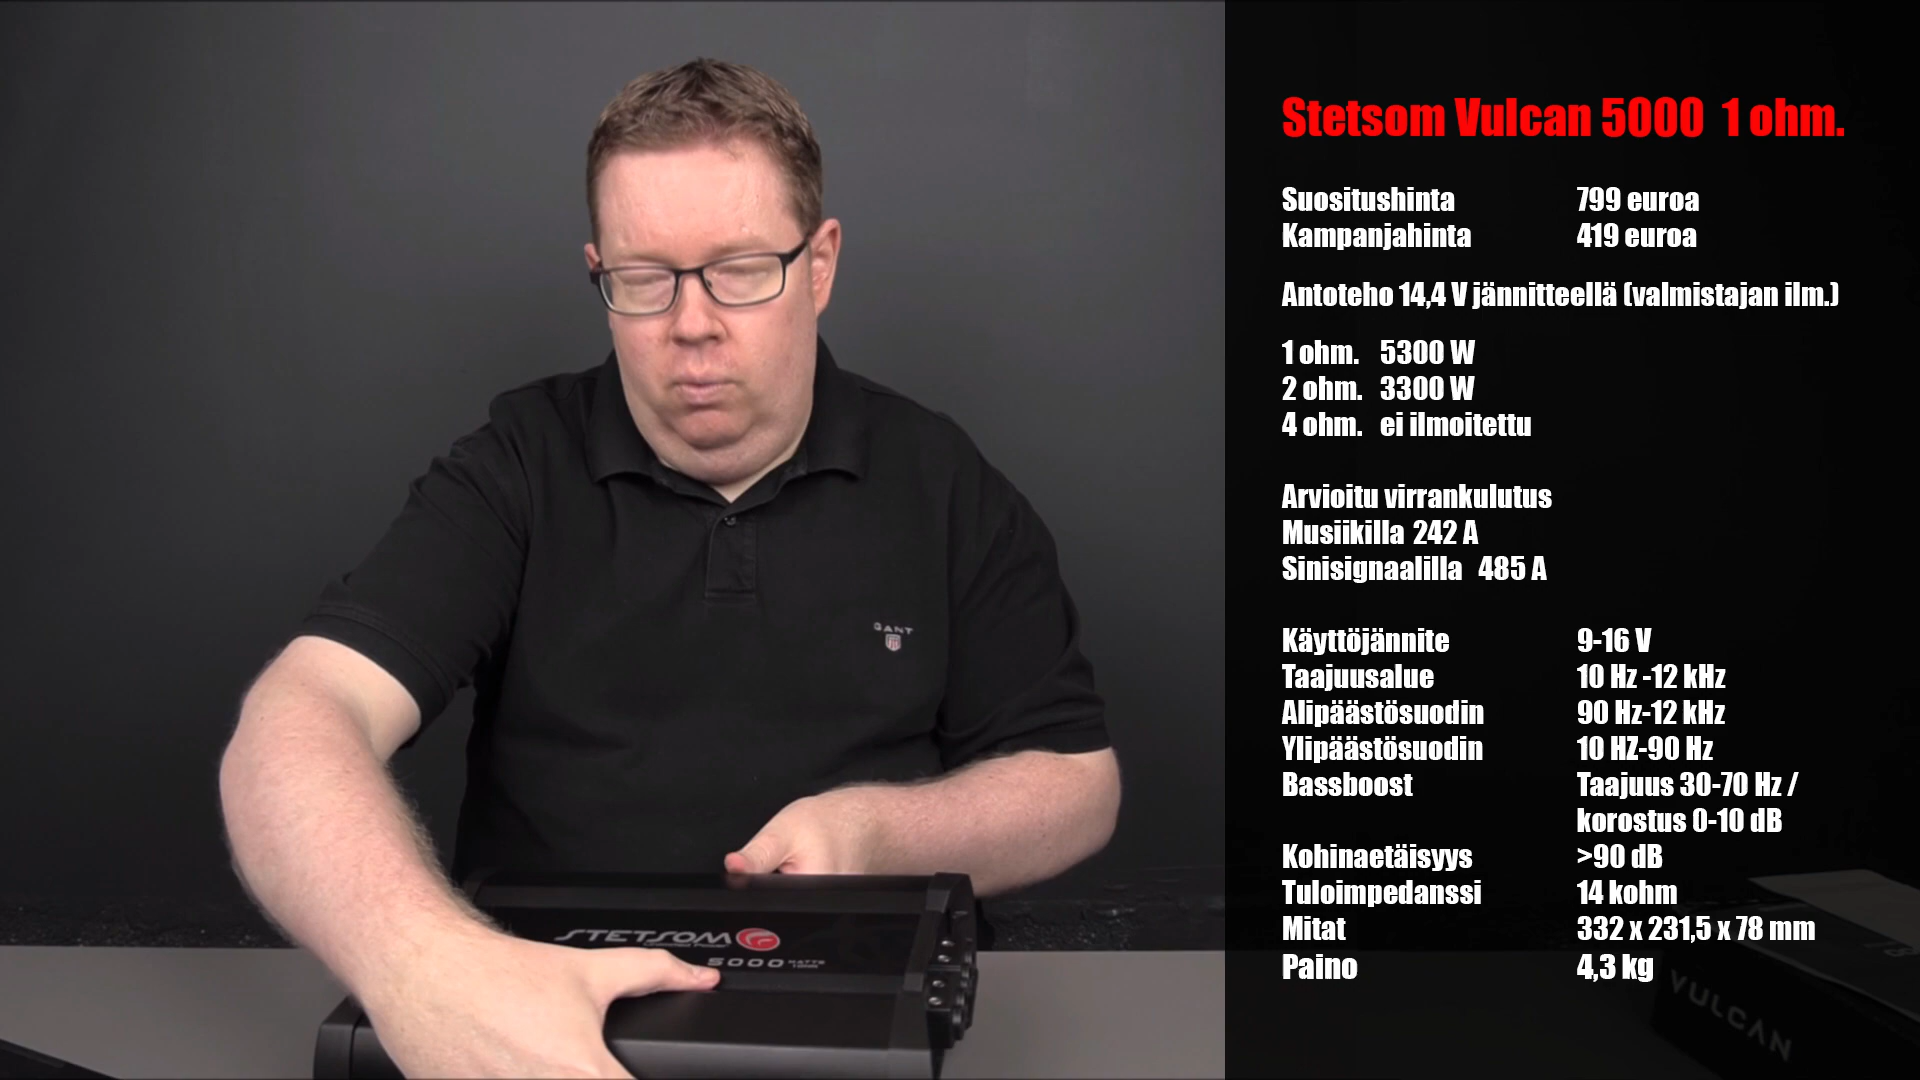 Stetsom Vulcan 5000 1 ohm.
Suositushinta 799 euroa
Kampanjahinta 419 euroa
Antoteho 14,4 V jännitteellä (valmistajan ilm.)
1 ohm. 5300 W
2 ohm. 3300 W
4 ohm. ei ilmoitettu
Arvioitu virrankulutus
Musiikilla 242 A
Sinisignaalilla 485 A
Käyttöjännite 9-16 V
Taajuusalue 10 Hz -12 kHz
Alipäästösuodin 90 Hz-12 kHz
Ylipäästösuodin 10 HZ-90 Hz
Bassboost Taajuus 30-70 Hz /
korostus 0-10 dB
Kohinaetäisyys >90 dB
Tuloimpedanssi 14 kohm
Mitat 332 x 231,5 x 78 mm
Paino 4,3 kg
GANT
STETSOM
5000 WATTS
VULCAN